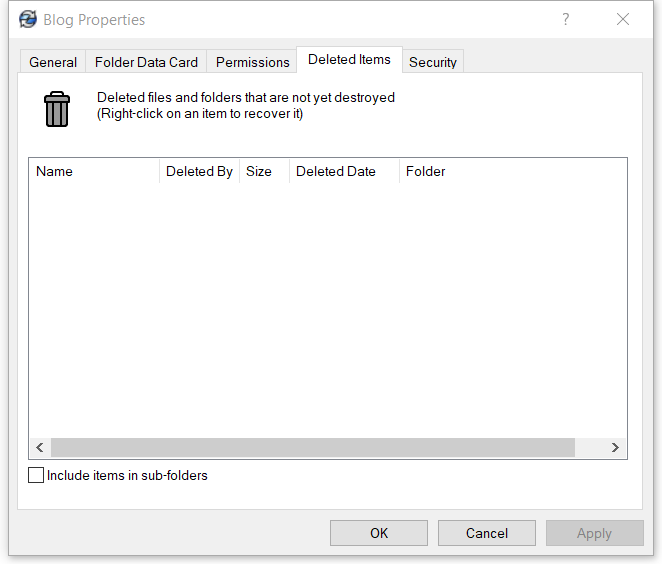 Blog Properties
?
General Folder Data Card Permissions Deleted Items Security
Deleted files and folders that are not yet destroyed
(Right-click on an item to recover it)
Name Deleted By Size Deleted Date Folder
Include items in sub-folders
OK Cancel Apply